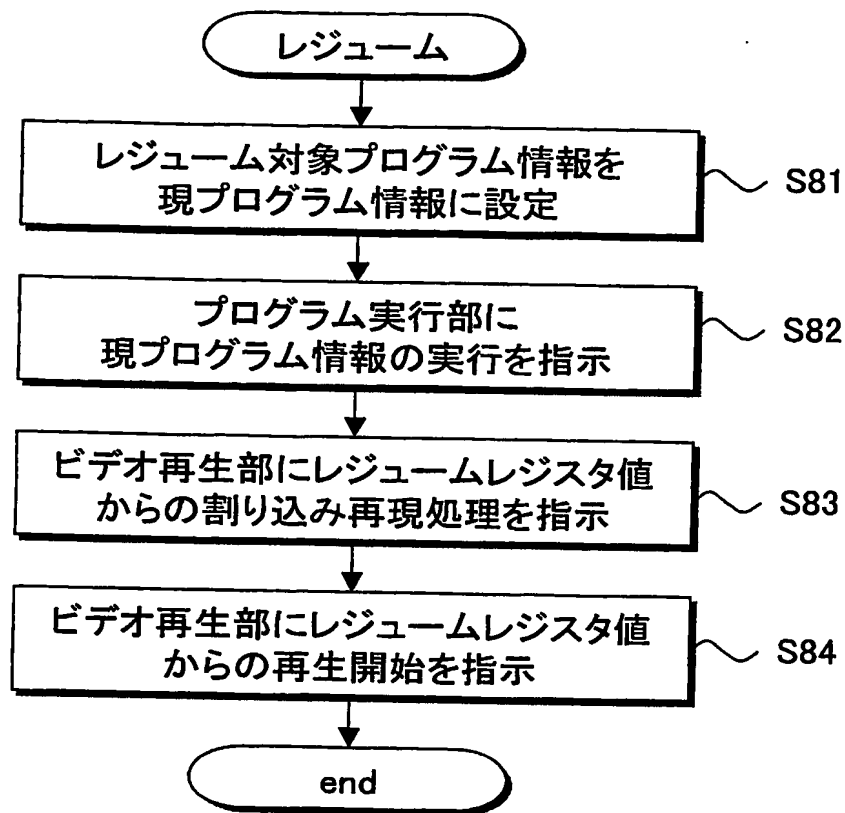 レジューム
レジューム対象プログラム情報を
現プログラム情報に設定
S81
プログラム実行部に
現プログラム情報の実行を指示
S82
ビデオ再生部にレジュームレジスタ値
からの割り込み再現処理を指示
S83
ビデオ再生部にレジュームレジスタ値
からの再生開始を指示
S84
end